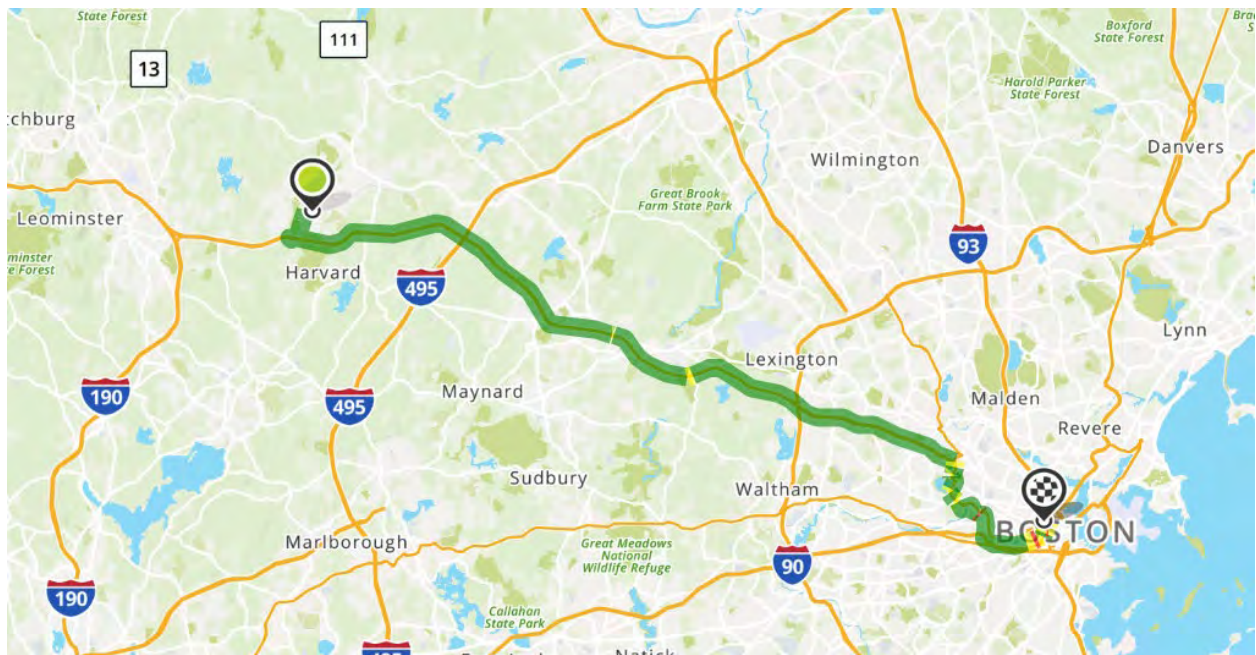 State Forest
111
13
Boxford
State Forest
Harold Parker
State Forest
tchburg
Wilmington
Danvers
Great Brook
Farm State Park
Leominster
93
minster
te Forest
Harvard
495
Lynn
Lexington
190
Maynard
Malden
495
Revere
Sudbury
Waltham
BOSTON
Marlborough
Great Meadows
National
Wildlife Refuge
90
190
Callahan
State Park
Natick